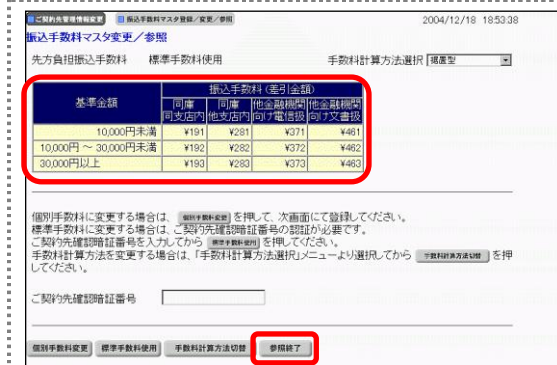 ご契約先管理情報変更 振込手数料マスタ登録/変更/参照 2004/12/18 18:53:38
振込手数料マスタ変更/参照
先方負担振込手数料 標準手数料使用 手数料計算方法選択 据置型
基準金額 振込手数料(差引金額)
同庫 同庫 他金融機関 他金融機関
同支店内 他支店内 向け電信扱 向け文書扱
10,000円未満 ¥191 ¥281 ¥371 ¥461
10,000円 ~ 30,000円未満 ¥192 ¥282 ¥372 ¥462
30,000円以上 ¥193 ¥283 ¥373 ¥463
個別手数料に変更する場合は、 個別手数料変更 を押して、次画面にて登録してください。
標準手数料に変更する場合は、ご契約先確認暗証番号の認証が必要です。
ご契約先確認暗証番号を入力してから 標準手数料使用 を押してください。
手数料計算方法を変更する場合は、「手数料計算方法選択」メニューより選択してから 手数料計算方法切替 を押
してください。
ご契約先確認暗証番号
個別手数料変更 標準手数料使用 手数料計算方法切替 参照終了